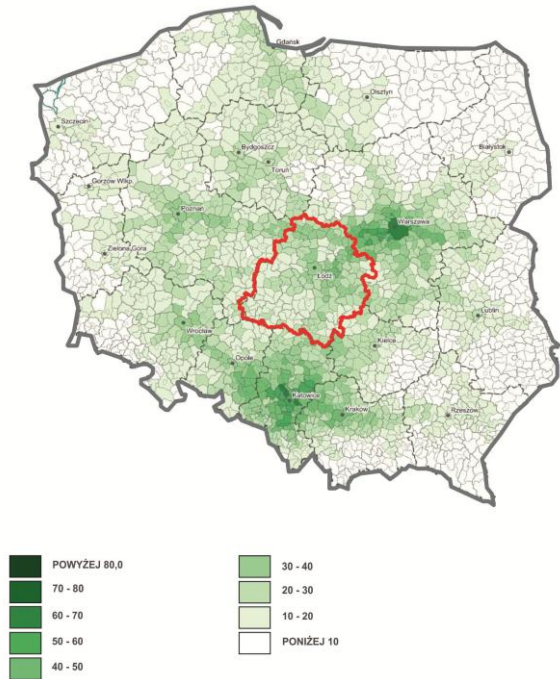 Gdańsk
Olsztyn
Szczecin
Białystok
Bydgoszcz
Toruń
Gorzów Wlkp
Poznań
Warszawa
Zielona Góra
Łódź
Lublin
Wrocław
Kielce
Opole
Katowice
Kraków
Rzeszów
POWYŻEJ 80,0
70 - 80
60 - 70
50 - 60
40 - 50
30 - 40
20 - 30
10 - 20
PONIŻEJ 10